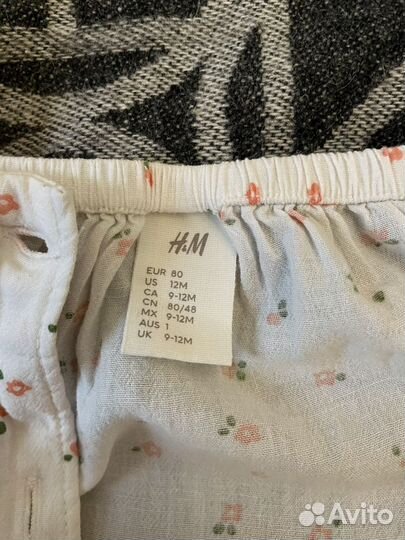 H&M
EUR 80
US 12M
CA 9-12M
CN 80/48
MX 9-12M
AUS 1
UK 9-12M
Avito